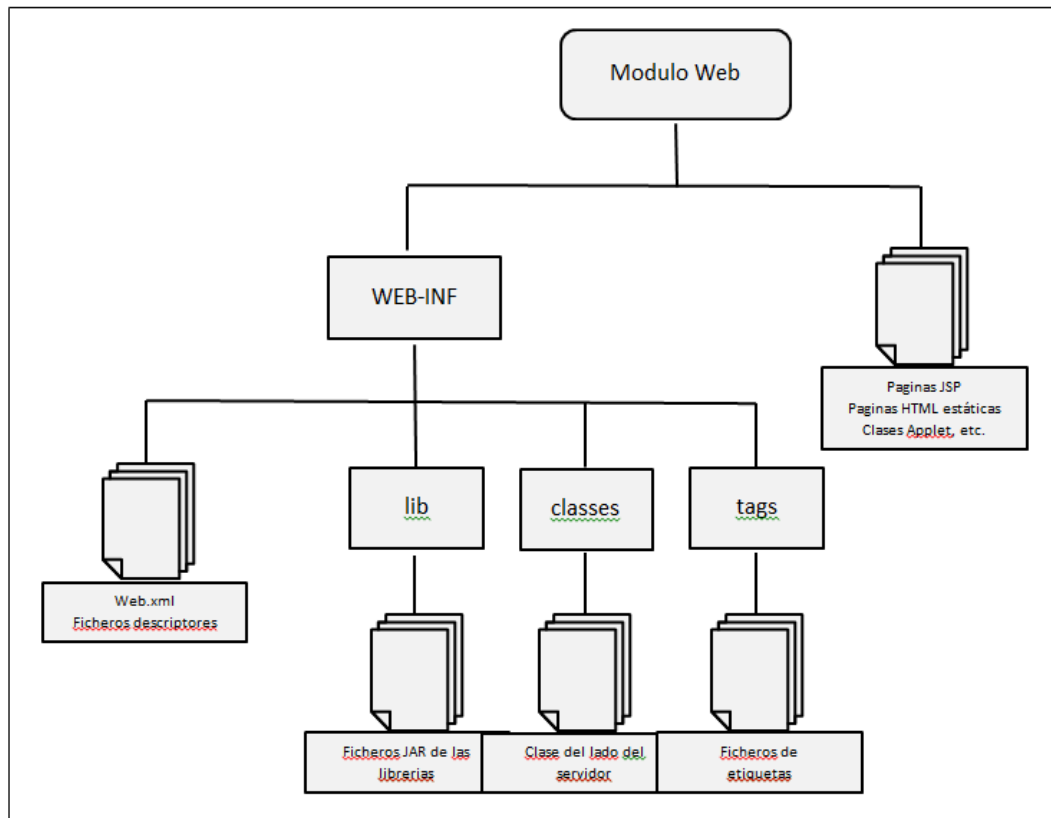 Modulo Web
WEB-INF
Paginas JSP
Paginas HTML estáticas
Clases Applet, etc.
lib
classes
tags
Web.xml
Ficheros descriptores
Ficheros JAR de las
librerias
Clase del lado del
servidor
Ficheros de
etiquetas